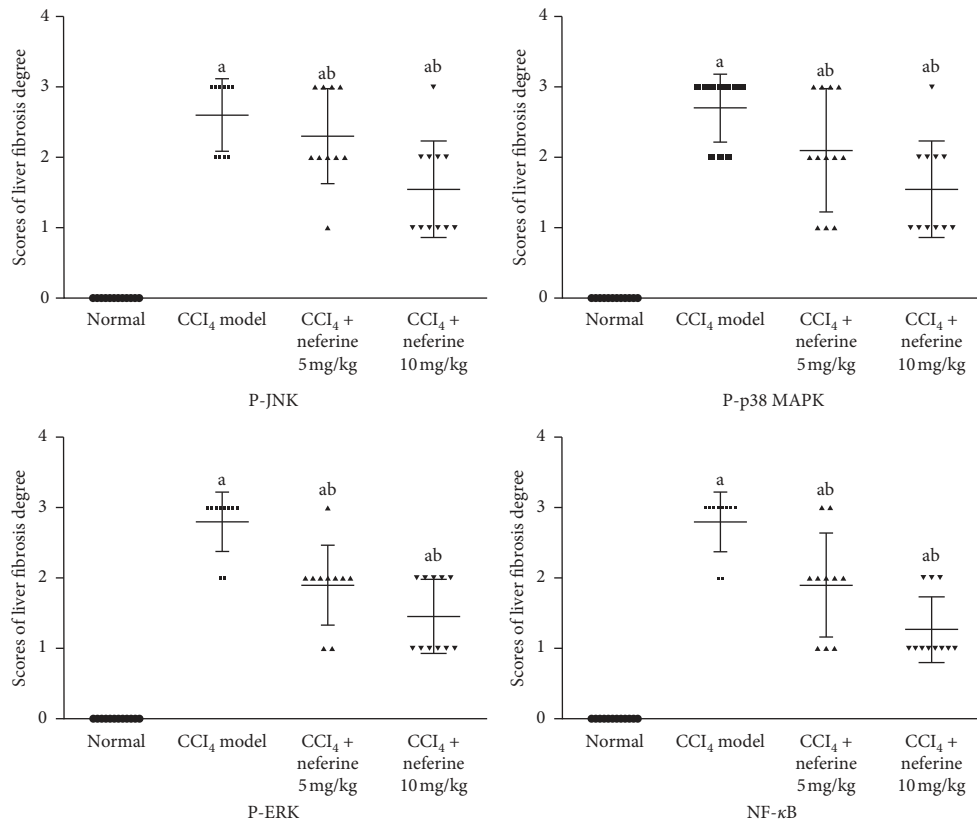 Scores of liver fibrosis degree
4
3
2
1
0
a
ab
ab
Normal
CCI₄ model
CCI₄ +
neferine
5 mg/kg
CCI₄ +
neferine
10 mg/kg
P-JNK
Scores of liver fibrosis degree
4
3
2
1
0
a
ab
ab
Normal
CCI₄ model
CCI₄ +
neferine
5 mg/kg
CCI₄ +
neferine
10 mg/kg
P-p38 MAPK
Scores of liver fibrosis degree
4
3
2
1
0
a
ab
ab
Normal
CCI₄ model
CCI₄ +
neferine
5 mg/kg
CCI₄ +
neferine
10 mg/kg
P-ERK
Scores of liver fibrosis degree
4
3
2
1
0
a
ab
ab
Normal
CCI₄ model
CCI₄ +
neferine
5 mg/kg
CCI₄ +
neferine
10 mg/kg
NF-κB